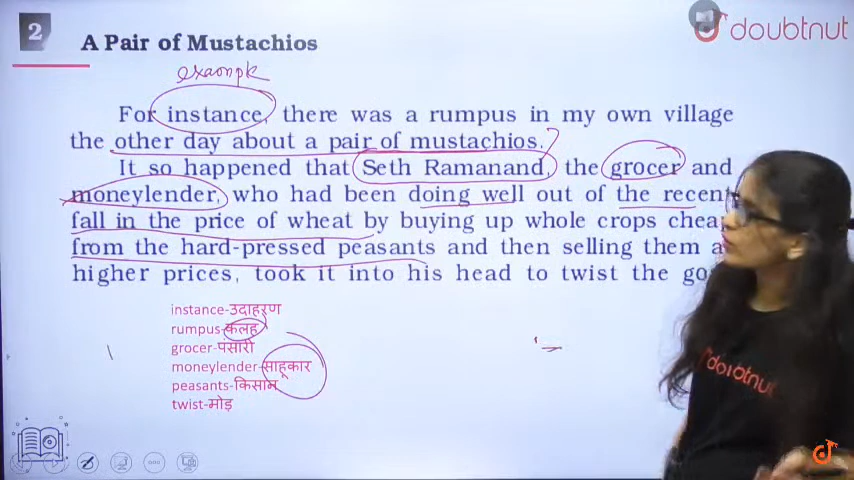 2
A Pair of Mustachios
doubtnut
example
For instance, there was a rumpus in my own village
the other day about a pair of mustachios.
It so happened that Seth Ramanand, the grocer and
moneylender, who had been doing well out of the recent
fall in the price of wheat by buying up whole crops chea
from the hard-pressed peasants and then selling them a
higher prices, took it into his head to twist the go
instance-उदाहरण
rumpus-कलह
grocer-पंसारी
moneylender-साहूकार
peasants-किसान
twist-मोड़
doubtnut